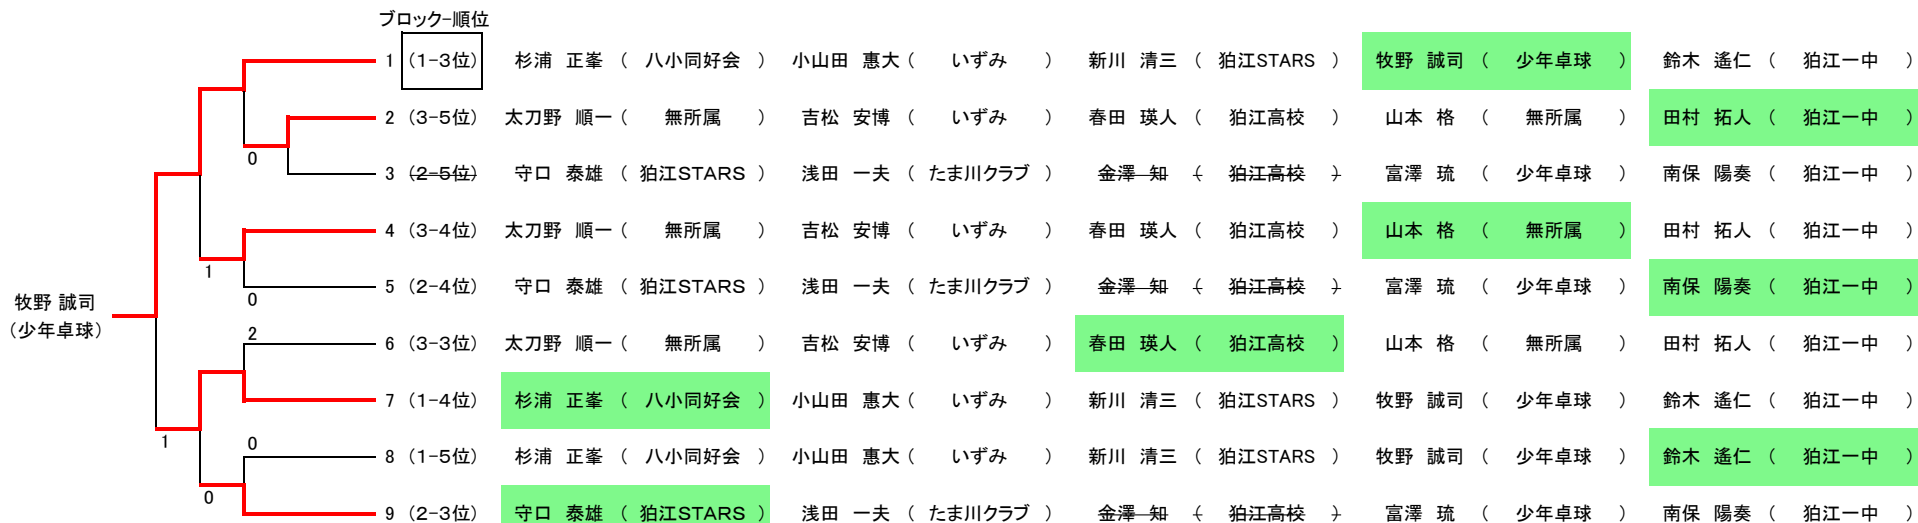 ブロック-順位
1 (1-3位) 杉浦 正峯 ( 八小同好会 ) 小山田 惠大 ( いずみ ) 新川 清三 ( 狛江STARS ) 牧野 誠司 ( 少年卓球 ) 鈴木 遙仁 ( 狛江一中 )
2 (3-5位) 太刀野 順一 ( 無所属 ) 吉松 安博 ( いずみ ) 春田 瑛人 ( 狛江高校 ) 山本 格 ( 無所属 ) 田村 拓人 ( 狛江一中 )
0
3 (2-5位) 守口 泰雄 ( 狛江STARS ) 浅田 一夫 ( たま川クラブ ) 金澤 知 ( 狛江高校 ) 富澤 琉 ( 少年卓球 ) 南保 陽奏 ( 狛江一中 )
4 (3-4位) 太刀野 順一 ( 無所属 ) 吉松 安博 ( いずみ ) 春田 瑛人 ( 狛江高校 ) 山本 格 ( 無所属 ) 田村 拓人 ( 狛江一中 )
1
5 (2-4位) 守口 泰雄 ( 狛江STARS ) 浅田 一夫 ( たま川クラブ ) 金澤 知 ( 狛江高校 ) 富澤 琉 ( 少年卓球 ) 南保 陽奏 ( 狛江一中 )
0
牧野 誠司
(少年卓球)
2
6 (3-3位) 太刀野 順一 ( 無所属 ) 吉松 安博 ( いずみ ) 春田 瑛人 ( 狛江高校 ) 山本 格 ( 無所属 ) 田村 拓人 ( 狛江一中 )
7 (1-4位) 杉浦 正峯 ( 八小同好会 ) 小山田 惠大 ( いずみ ) 新川 清三 ( 狛江STARS ) 牧野 誠司 ( 少年卓球 ) 鈴木 遙仁 ( 狛江一中 )
1
0
8 (1-5位) 杉浦 正峯 ( 八小同好会 ) 小山田 惠大 ( いずみ ) 新川 清三 ( 狛江STARS ) 牧野 誠司 ( 少年卓球 ) 鈴木 遙仁 ( 狛江一中 )
0
9 (2-3位) 守口 泰雄 ( 狛江STARS ) 浅田 一夫 ( たま川クラブ ) 金澤 知 ( 狛江高校 ) 富澤 琉 ( 少年卓球 ) 南保 陽奏 ( 狛江一中 )